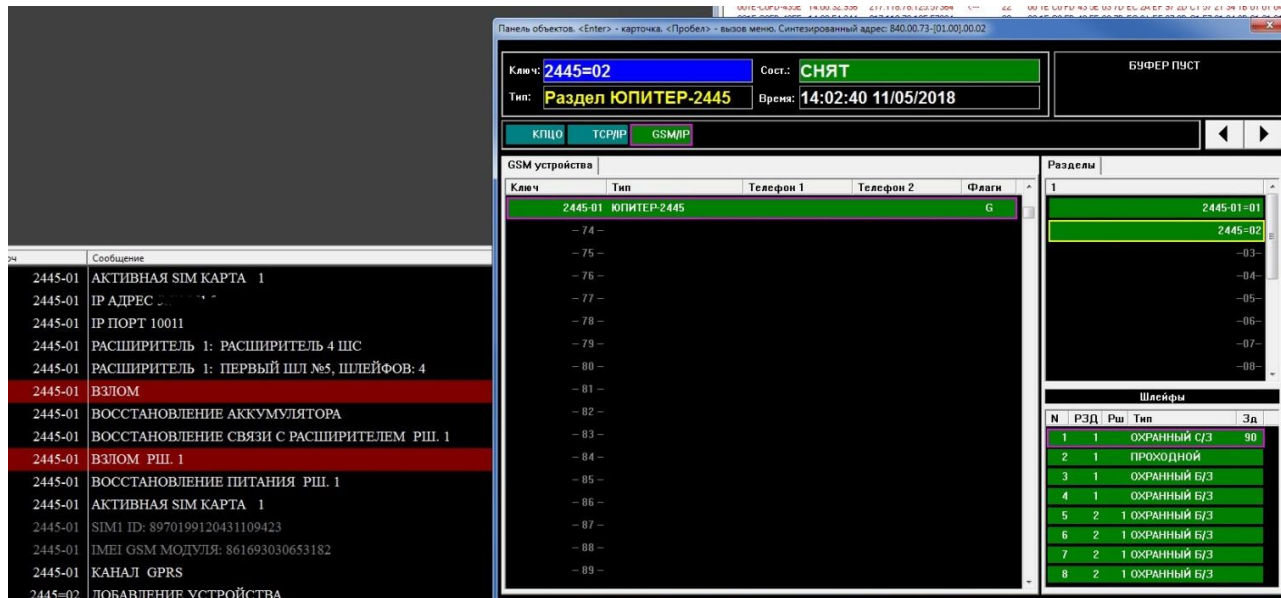 Панель объектов. <Enter> - карточка. <Пробел> - вызов меню. Синтезированный адрес: 840.00.73-[01.00].00.02
Ключ: 2445=02 Сост.: СНЯТ
Тип: Раздел ЮПИТЕР-2445 Время: 14:02:40 11/05/2018
БУФЕР ПУСТ
КПЦО TCP/IP GSM/IP
GSM устройства
Ключ Тип Телефон 1 Телефон 2 Флаги
2445-01 ЮПИТЕР-2445 G
– 74 –
– 75 –
– 76 –
– 77 –
– 78 –
– 79 –
– 80 –
– 81 –
– 82 –
– 83 –
– 84 –
– 85 –
– 86 –
– 87 –
– 88 –
– 89 –
Разделы
1
2445-01=01
2445=02
-03-
-04-
-05-
-06-
-07-
-08-
Шлейфы
N РЗД Рш Тип Зд
1 1 ОХРАННЫЙ С/З 90
2 1 ПРОХОДНОЙ
3 1 ОХРАННЫЙ Б/З
4 1 ОХРАННЫЙ Б/З
5 2 1 ОХРАННЫЙ Б/З
6 2 1 ОХРАННЫЙ Б/З
7 2 1 ОХРАННЫЙ Б/З
8 2 1 ОХРАННЫЙ Б/З
Сообщение
2445-01 АКТИВНАЯ SIM КАРТА 1
2445-01 IP АДРЕС
2445-01 IP ПОРТ 10011
2445-01 РАСШИРИТЕЛЬ 1: РАСШИРИТЕЛЬ 4 ШС
2445-01 РАСШИРИТЕЛЬ 1: ПЕРВЫЙ ШЛ №5, ШЛЕЙФОВ: 4
2445-01 ВЗЛОМ
2445-01 ВОССТАНОВЛЕНИЕ АККУМУЛЯТОРА
2445-01 ВОССТАНОВЛЕНИЕ СВЯЗИ С РАСШИРИТЕЛЕМ РШ. 1
2445-01 ВЗЛОМ РШ. 1
2445-01 ВОССТАНОВЛЕНИЕ ПИТАНИЯ РШ. 1
2445-01 АКТИВНАЯ SIM КАРТА 1
2445-01 SIM1 ID: 8970199120431109423
2445-01 IMEI GSM МОДУЛЯ: 861693030653182
2445-01 КАНАЛ GPRS
2445=02 ДОБАВЛЕНИЕ УСТРОЙСТВА